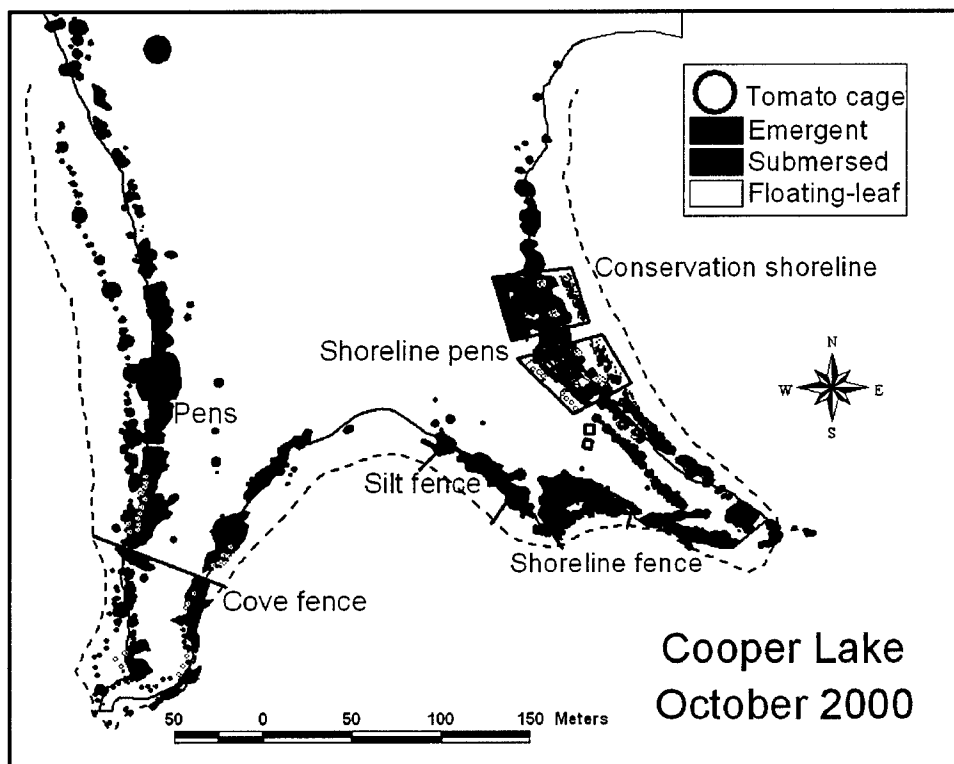 Tomato cage
Emergent
Submersed
Floating-leaf
Conservation shoreline
Shoreline pens
N
W E
S
Pens
Silt fence
Shoreline fence
Cove fence
Cooper Lake
October 2000
50 0 50 100 150 Meters